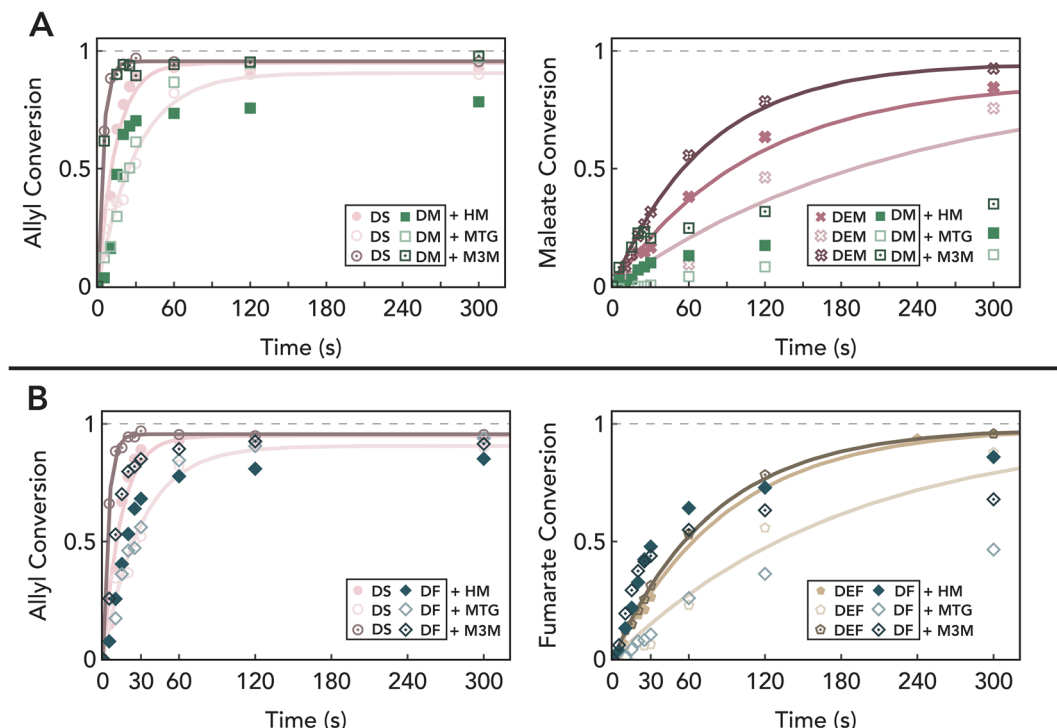 A
Allyl Conversion
1
0.5
0
DS DM + HM
DS DM + MTG
DS DM + M3M
0 60 120 180 240 300
Time (s)
Maleate Conversion
1
0.5
0
DEM DM + HM
DEM DM + MTG
DEM DM + M3M
0 60 120 180 240 300
Time (s)
B
Allyl Conversion
1
0.5
0
DS DF + HM
DS DF + MTG
DS DF + M3M
0 30 60 120 180 240 300
Time (s)
Fumarate Conversion
1
0.5
0
DEF DF + HM
DEF DF + MTG
DEF DF + M3M
0 30 60 120 180 240 300
Time (s)